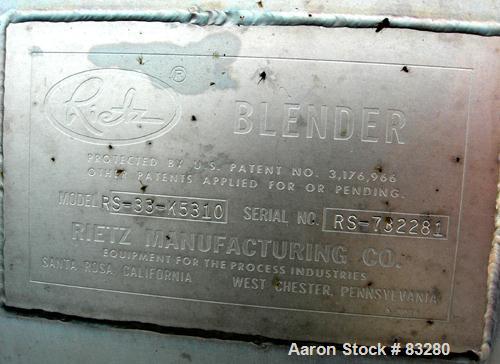 Rietz ®
BLENDER
PROTECTED BY U.S. PATENT NO. 3,176,966
OTHER PATENTS APPLIED FOR OR PENDING.
MODEL RS-33-K5310 SERIAL NO. RS-782281
RIETZ MANUFACTURING CO.
EQUIPMENT FOR THE PROCESS INDUSTRIES
SANTA ROSA, CALIFORNIA WEST CHESTER, PENNSYLVANIA
Aaron Stock # 83280